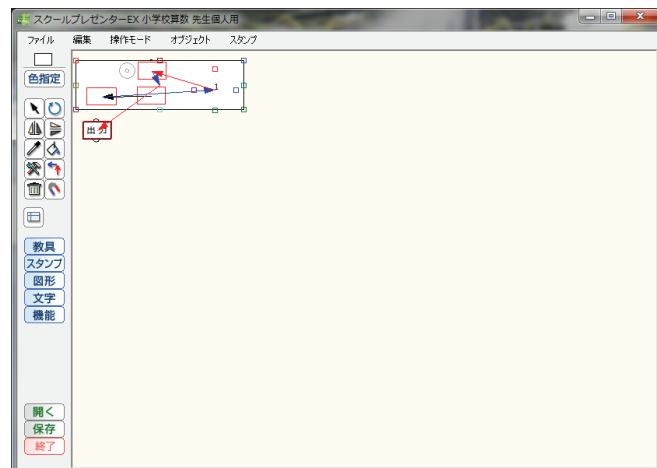 スクールプレゼンターEX 小学校算数 先生個人用
ファイル 編集 操作モード オブジェクト スタンプ
色指定
1
出力
教具
スタンプ
図形
文字
機能
開く
保存
終了